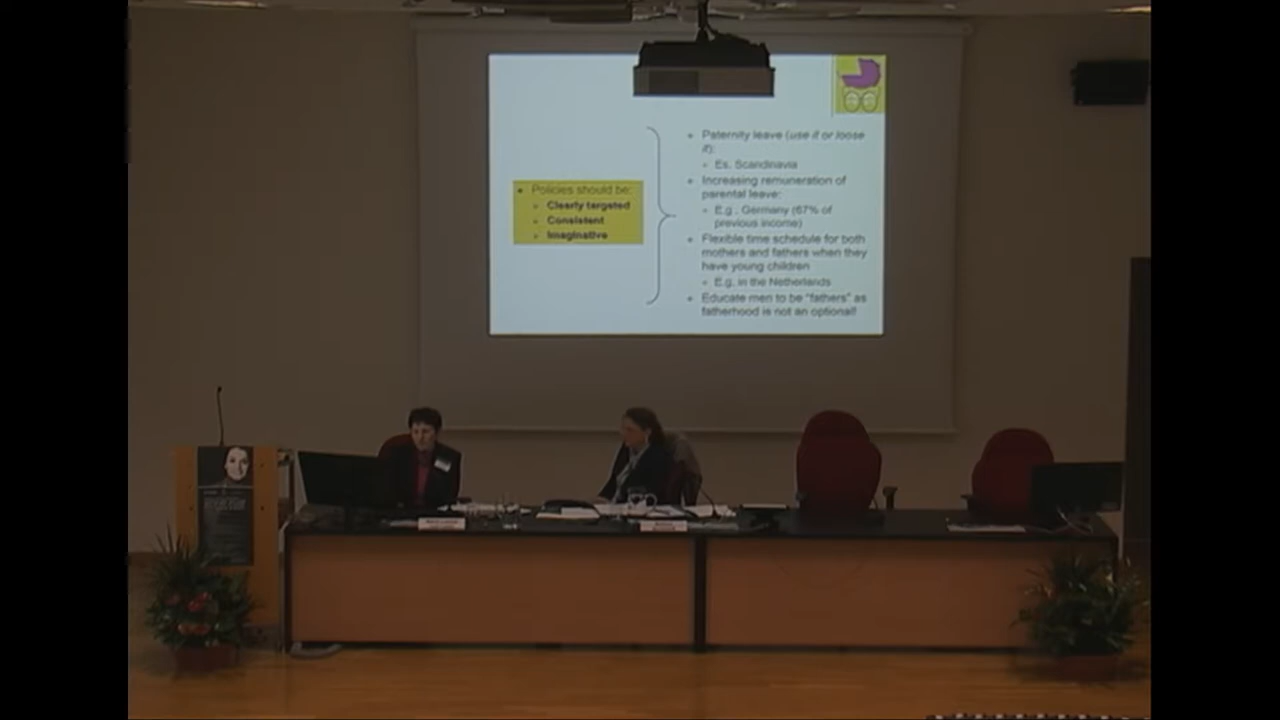 Policies should be:
Clearly targeted
Consistent
Imaginative
Paternity leave (use it or loose
it):
Ex. Scandinavia
Increasing remuneration of
parental leave:
E.g., Germany (67% of
previous income)
Flexible time schedule for both
mothers and fathers when they
have young children
E.g. in the Netherlands
Educate men to be "fathers" as
fatherhood is not an optional!